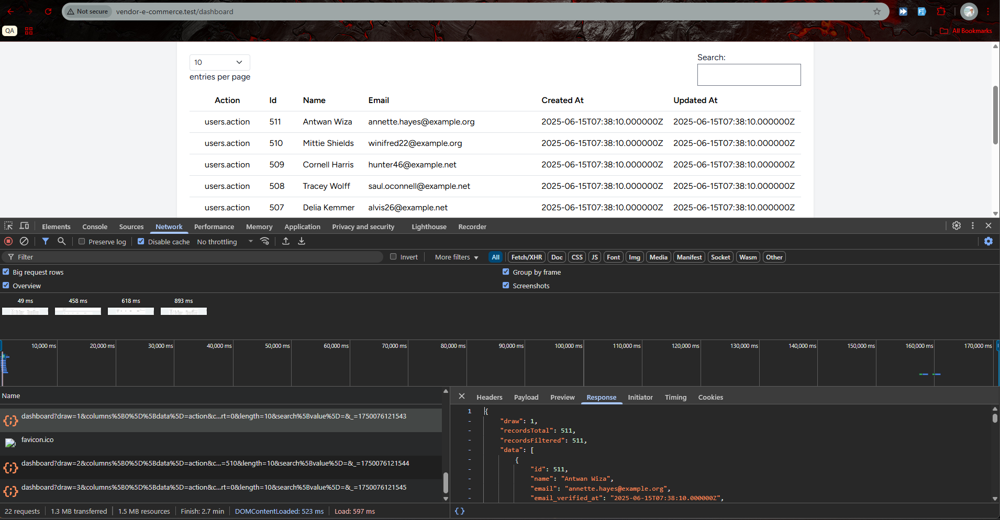 Not secure vendor-e-commerce.test/dashboard
QA All Bookmarks
10
entries per page
Search:
Action Id Name Email Created At Updated At
users.action 511 Antwan Wiza annette.hayes@example.org 2025-06-15T07:38:10.000000Z 2025-06-15T07:38:10.000000Z
users.action 510 Mittie Shields winifred22@example.org 2025-06-15T07:38:10.000000Z 2025-06-15T07:38:10.000000Z
users.action 509 Cornell Harris hunter46@example.net 2025-06-15T07:38:10.000000Z 2025-06-15T07:38:10.000000Z
users.action 508 Tracey Wolff saul.oconnell@example.net 2025-06-15T07:38:10.000000Z 2025-06-15T07:38:10.000000Z
users.action 507 Delia Kemmer alvis26@example.net 2025-06-15T07:38:10.000000Z 2025-06-15T07:38:10.000000Z
Elements Console Sources Network Performance Memory Application Privacy and security Lighthouse Recorder
Preserve log Disable cache No throttling
Filter Invert More filters All Fetch/XHR Doc CSS JS Font Img Media Manifest Socket Wasm Other
Big request rows Group by frame
Overview Screenshots
49 ms 458 ms 618 ms 893 ms
10,000 ms 20,000 ms 30,000 ms 40,000 ms 50,000 ms 60,000 ms 70,000 ms 80,000 ms 90,000 ms 100,000 ms 110,000 ms 120,000 ms 130,000 ms 140,000 ms 150,000 ms 160,000 ms 170,000 ms
Name
dashboard?draw=1&columns%5B0%5D%5Bdata%5D=action&c...rt=0&length=10&search%5Bvalue%5D=&_=1750076121543
favicon.ico
dashboard?draw=2&columns%5B0%5D%5Bdata%5D=action&c...=510&length=10&search%5Bvalue%5D=&_=1750076121544
dashboard?draw=3&columns%5B0%5D%5Bdata%5D=action&c...rt=0&length=10&search%5Bvalue%5D=&_=1750076121545
22 requests 1.3 MB transferred 1.5 MB resources Finish: 2.7 min DOMContentLoaded: 523 ms Load: 597 ms
Headers Payload Preview Response Initiator Timing Cookies
1 {
- "draw": 1,
- "recordsTotal": 511,
- "recordsFiltered": 511,
- "data": [
- {
- "id": 511,
- "name": "Antwan Wiza",
- "email": "annette.hayes@example.org",
- "email_verified_at": "2025-06-15T07:38:10.000000Z",
{ }